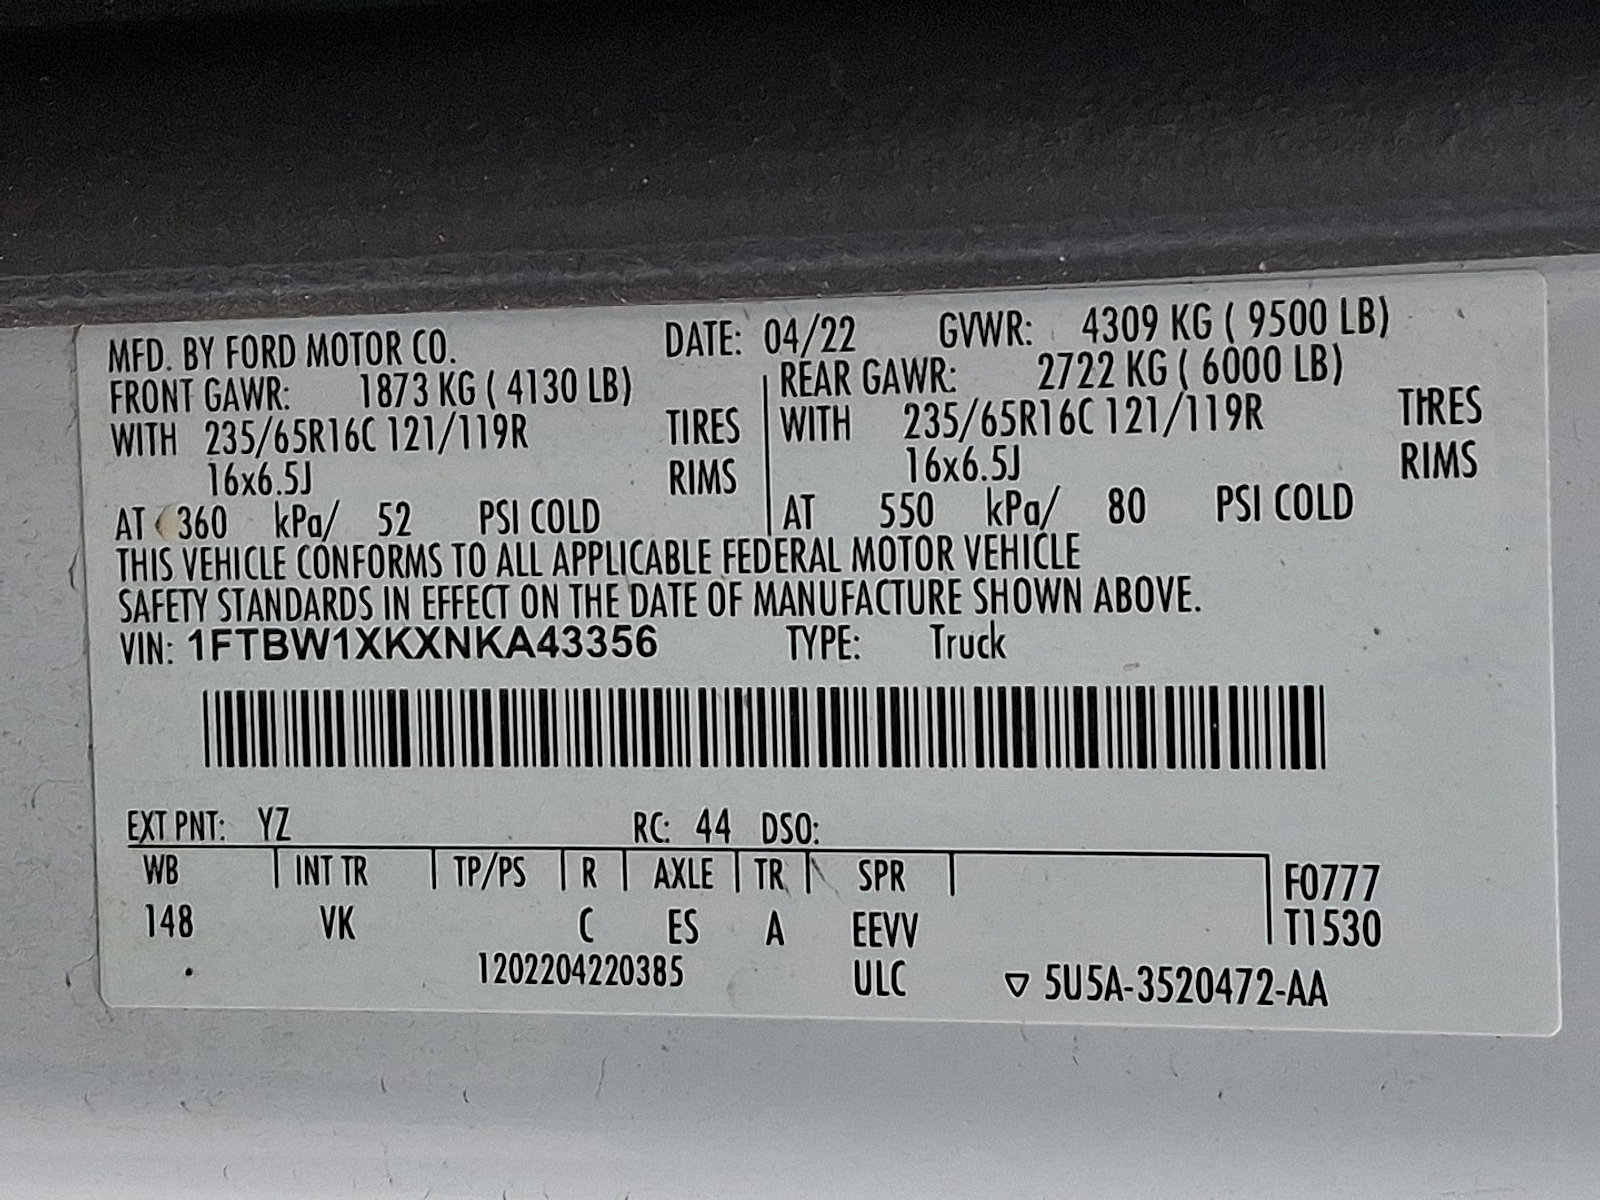 MFD. BY FORD MOTOR CO. DATE: 04/22 GVWR: 4309 KG ( 9500 LB)
FRONT GAWR: 1873 KG ( 4130 LB) REAR GAWR: 2722 KG ( 6000 LB)
WITH 235/65R16C 121/119R TIRES WITH 235/65R16C 121/119R TIRES
16x6.5J RIMS 16x6.5J RIMS
AT 360 kPa/ 52 PSI COLD AT 550 kPa/ 80 PSI COLD
THIS VEHICLE CONFORMS TO ALL APPLICABLE FEDERAL MOTOR VEHICLE
SAFETY STANDARDS IN EFFECT ON THE DATE OF MANUFACTURE SHOWN ABOVE.
VIN: 1FTBW1XKXNKA43356 TYPE: Truck
EXT PNT: YZ RC: 44 DSO:
WB INT TR TP/PS R AXLE TR SPR F0777
148 VK C ES A EEVV T1530
1202204220385 ULC ▽ 5U5A-3520472-AA